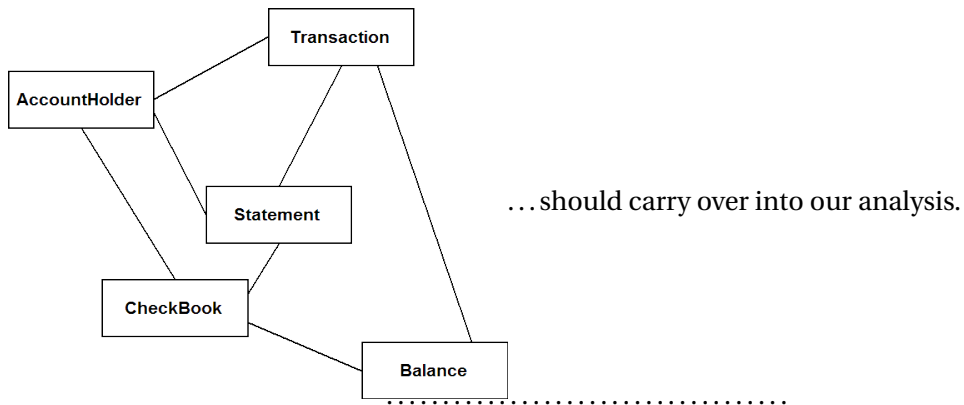 Transaction
AccountHolder
Statement
...should carry over into our analysis.
CheckBook
Balance
....................................